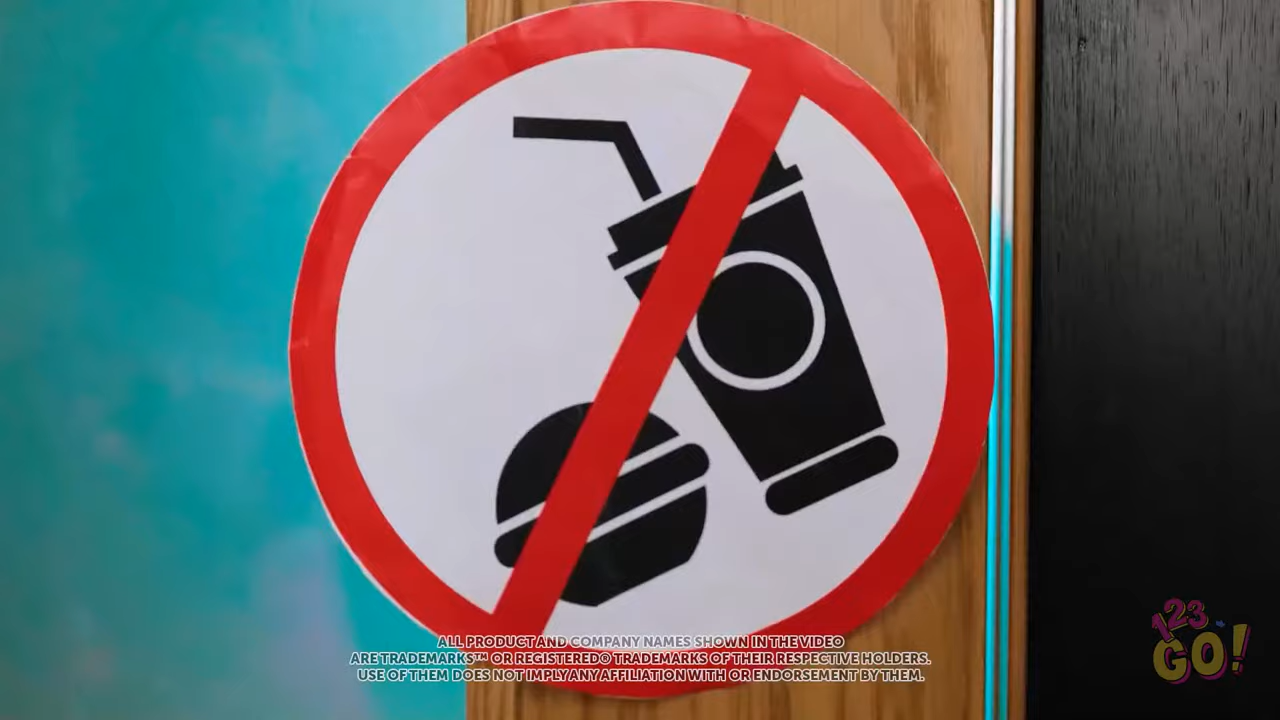 ALL PRODUCT AND COMPANY NAMES SHOWN IN THE VIDEO
ARE TRADEMARKS™ OR REGISTERED® TRADEMARKS OF THEIR RESPECTIVE HOLDERS.
USE OF THEM DOES NOT IMPLY ANY AFFILIATION WITH OR ENDORSEMENT BY THEM.
123
GO!